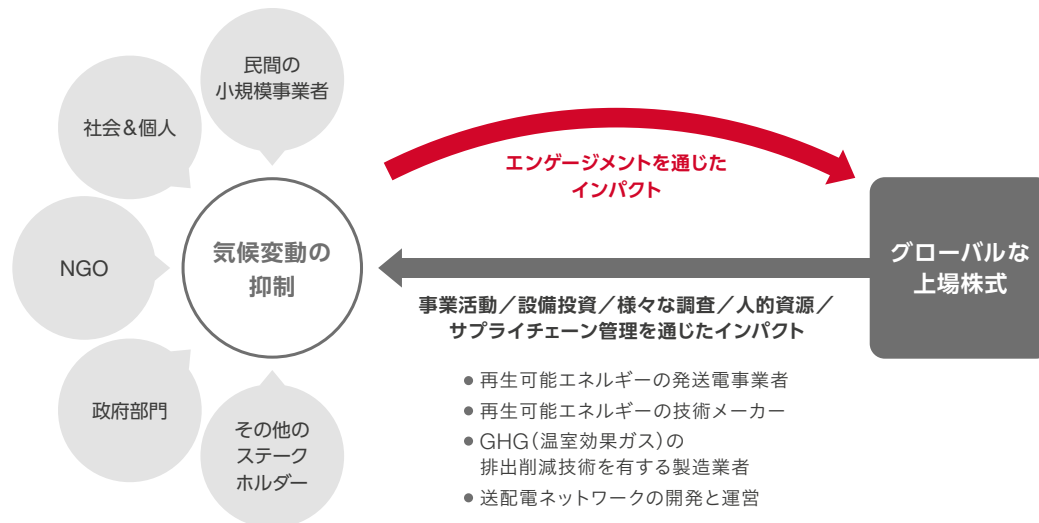 民間の
小規模事業者
社会&個人
NGO
政府部門
その他の
ステーク
ホルダー
気候変動の
抑制
エンゲージメントを通じた
インパクト
グローバルな
上場株式
事業活動／設備投資／様々な調査／人的資源／
サプライチェーン管理を通じたインパクト
● 再生可能エネルギーの発送電事業者
● 再生可能エネルギーの技術メーカー
● GHG（温室効果ガス）の
排出削減技術を有する製造業者
● 送配電ネットワークの開発と運営